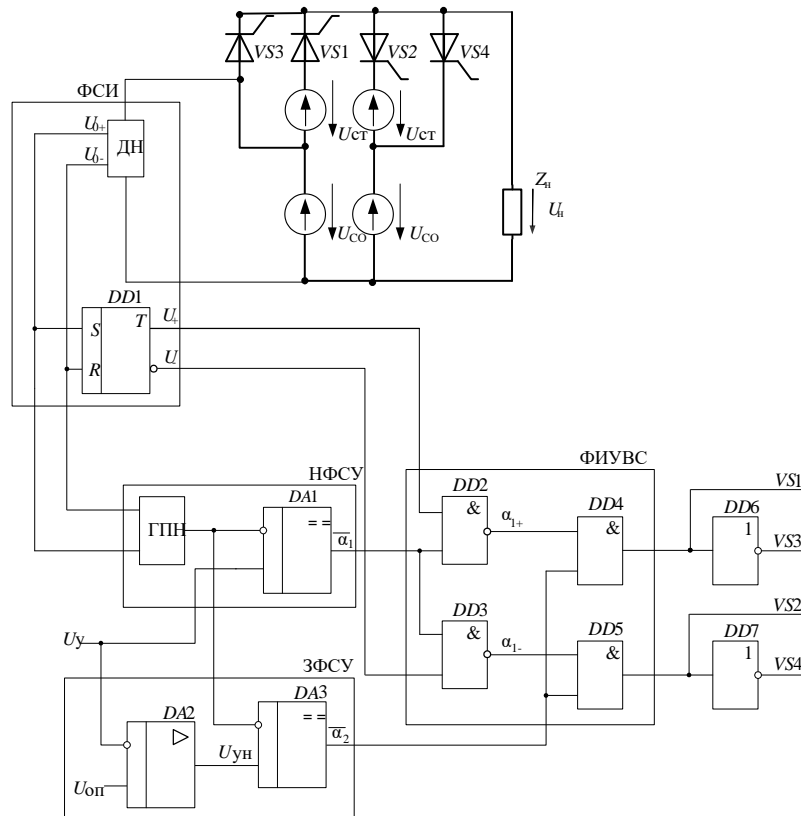 VS3 VS1 VS2 VS4
ФСИ
U0+
ДН
U0-
Uст Uст
Zн
Uн
UСО UСО
DD1
S T U+
R U-
ФИУВС
НФСУ
DD2
VS1
DA1
&
DD4 DD6
ГПН == α1 α1+ & 1 VS3
DD3
VS2
Uу
& α1- DD5 DD7
ЗФСУ
& 1 VS4
DA3
DA2 == α2
▷ Uун
Uоп